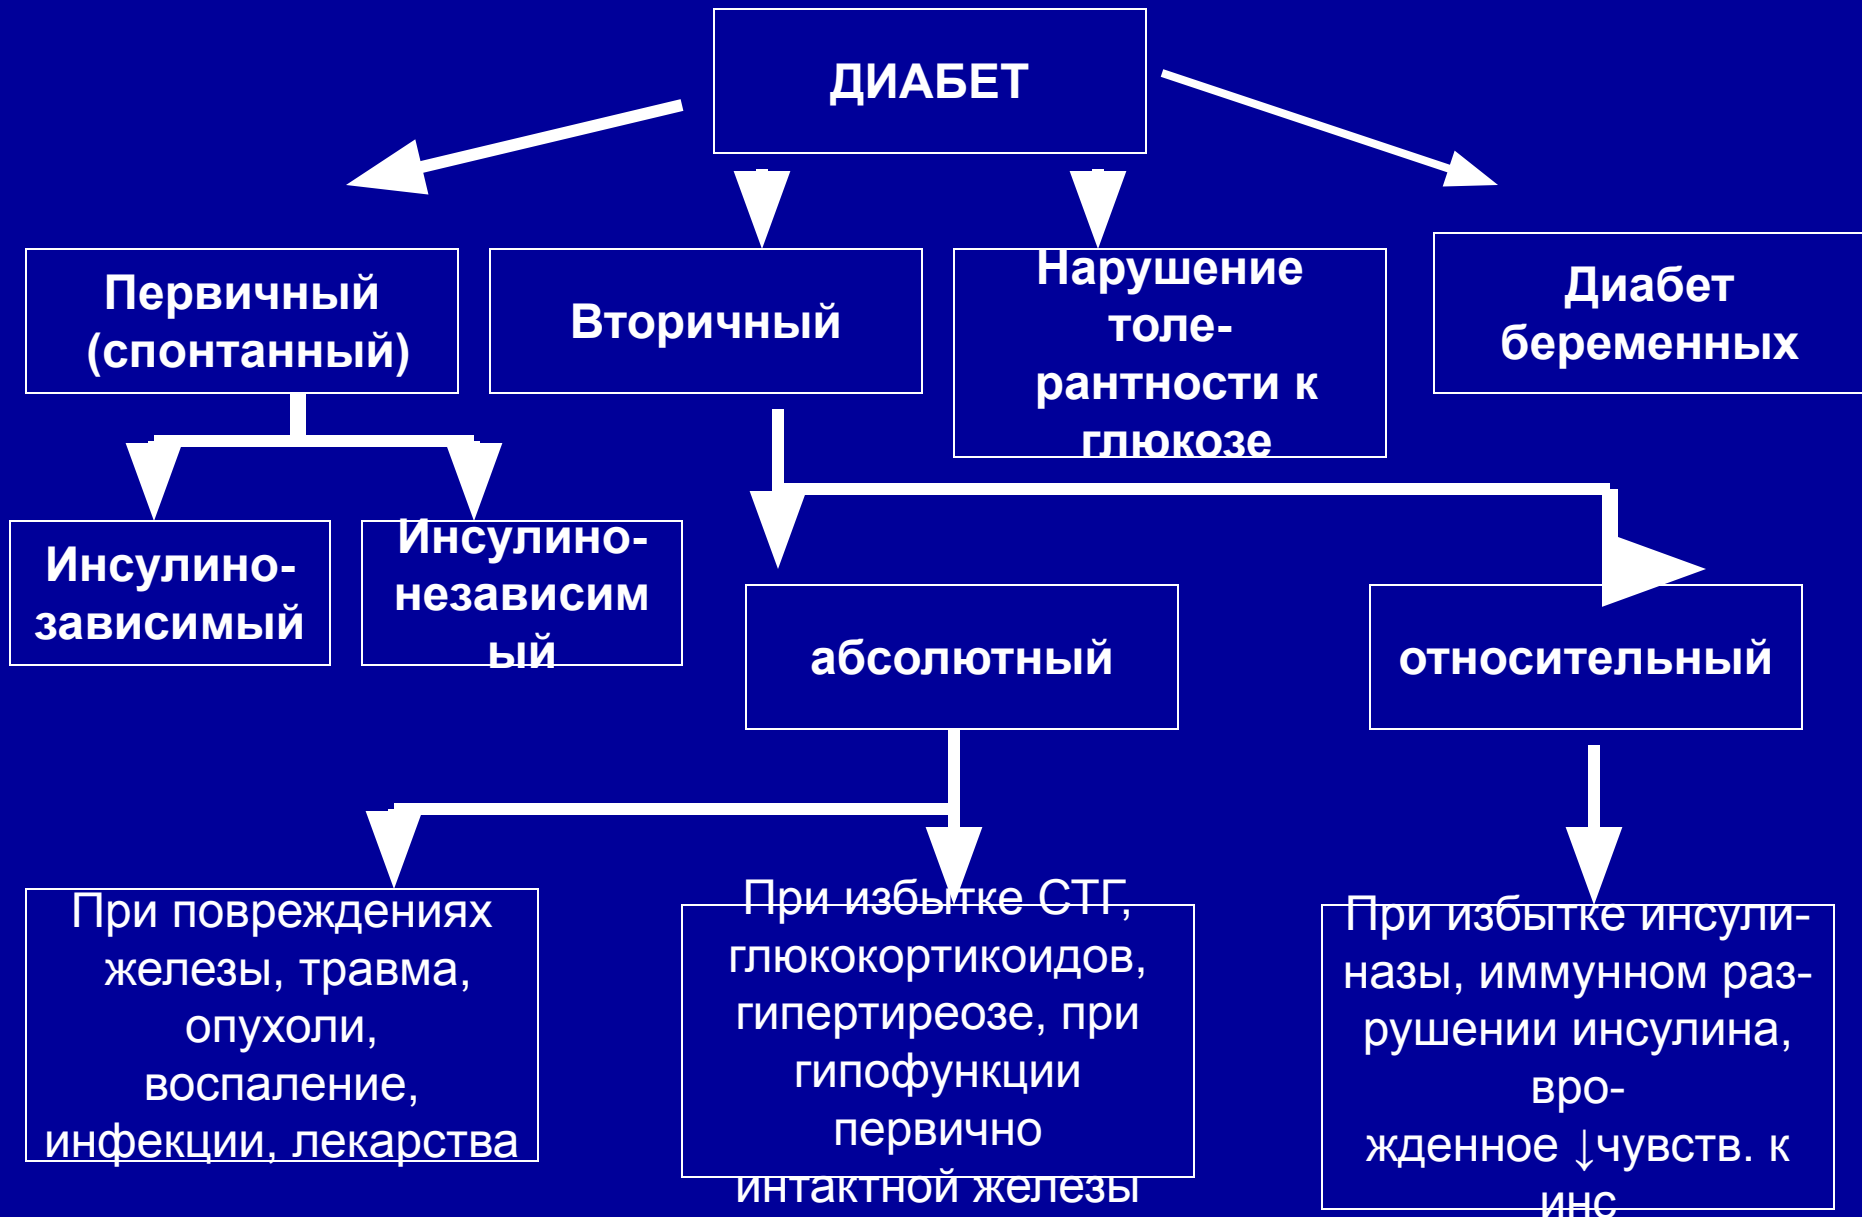 ДИАБЕТ
Первичный
(спонтанный)
Вторичный
Нарушение
толе-
рантности к
глюкозе
Диабет
беременных
Инсулино-
зависимый
Инсулино-
независим
ый
абсолютный
относительный
При повреждениях
железы, травма,
опухоли,
воспаление,
инфекции, лекарства
При избытке СТГ,
глюкокортикоидов,
гипертиреозе, при
гипофункции
первично
интактной железы
При избытке инсули-
назы, иммунном раз-
рушении инсулина,
вро-
жденное ↓чувств. к
инс